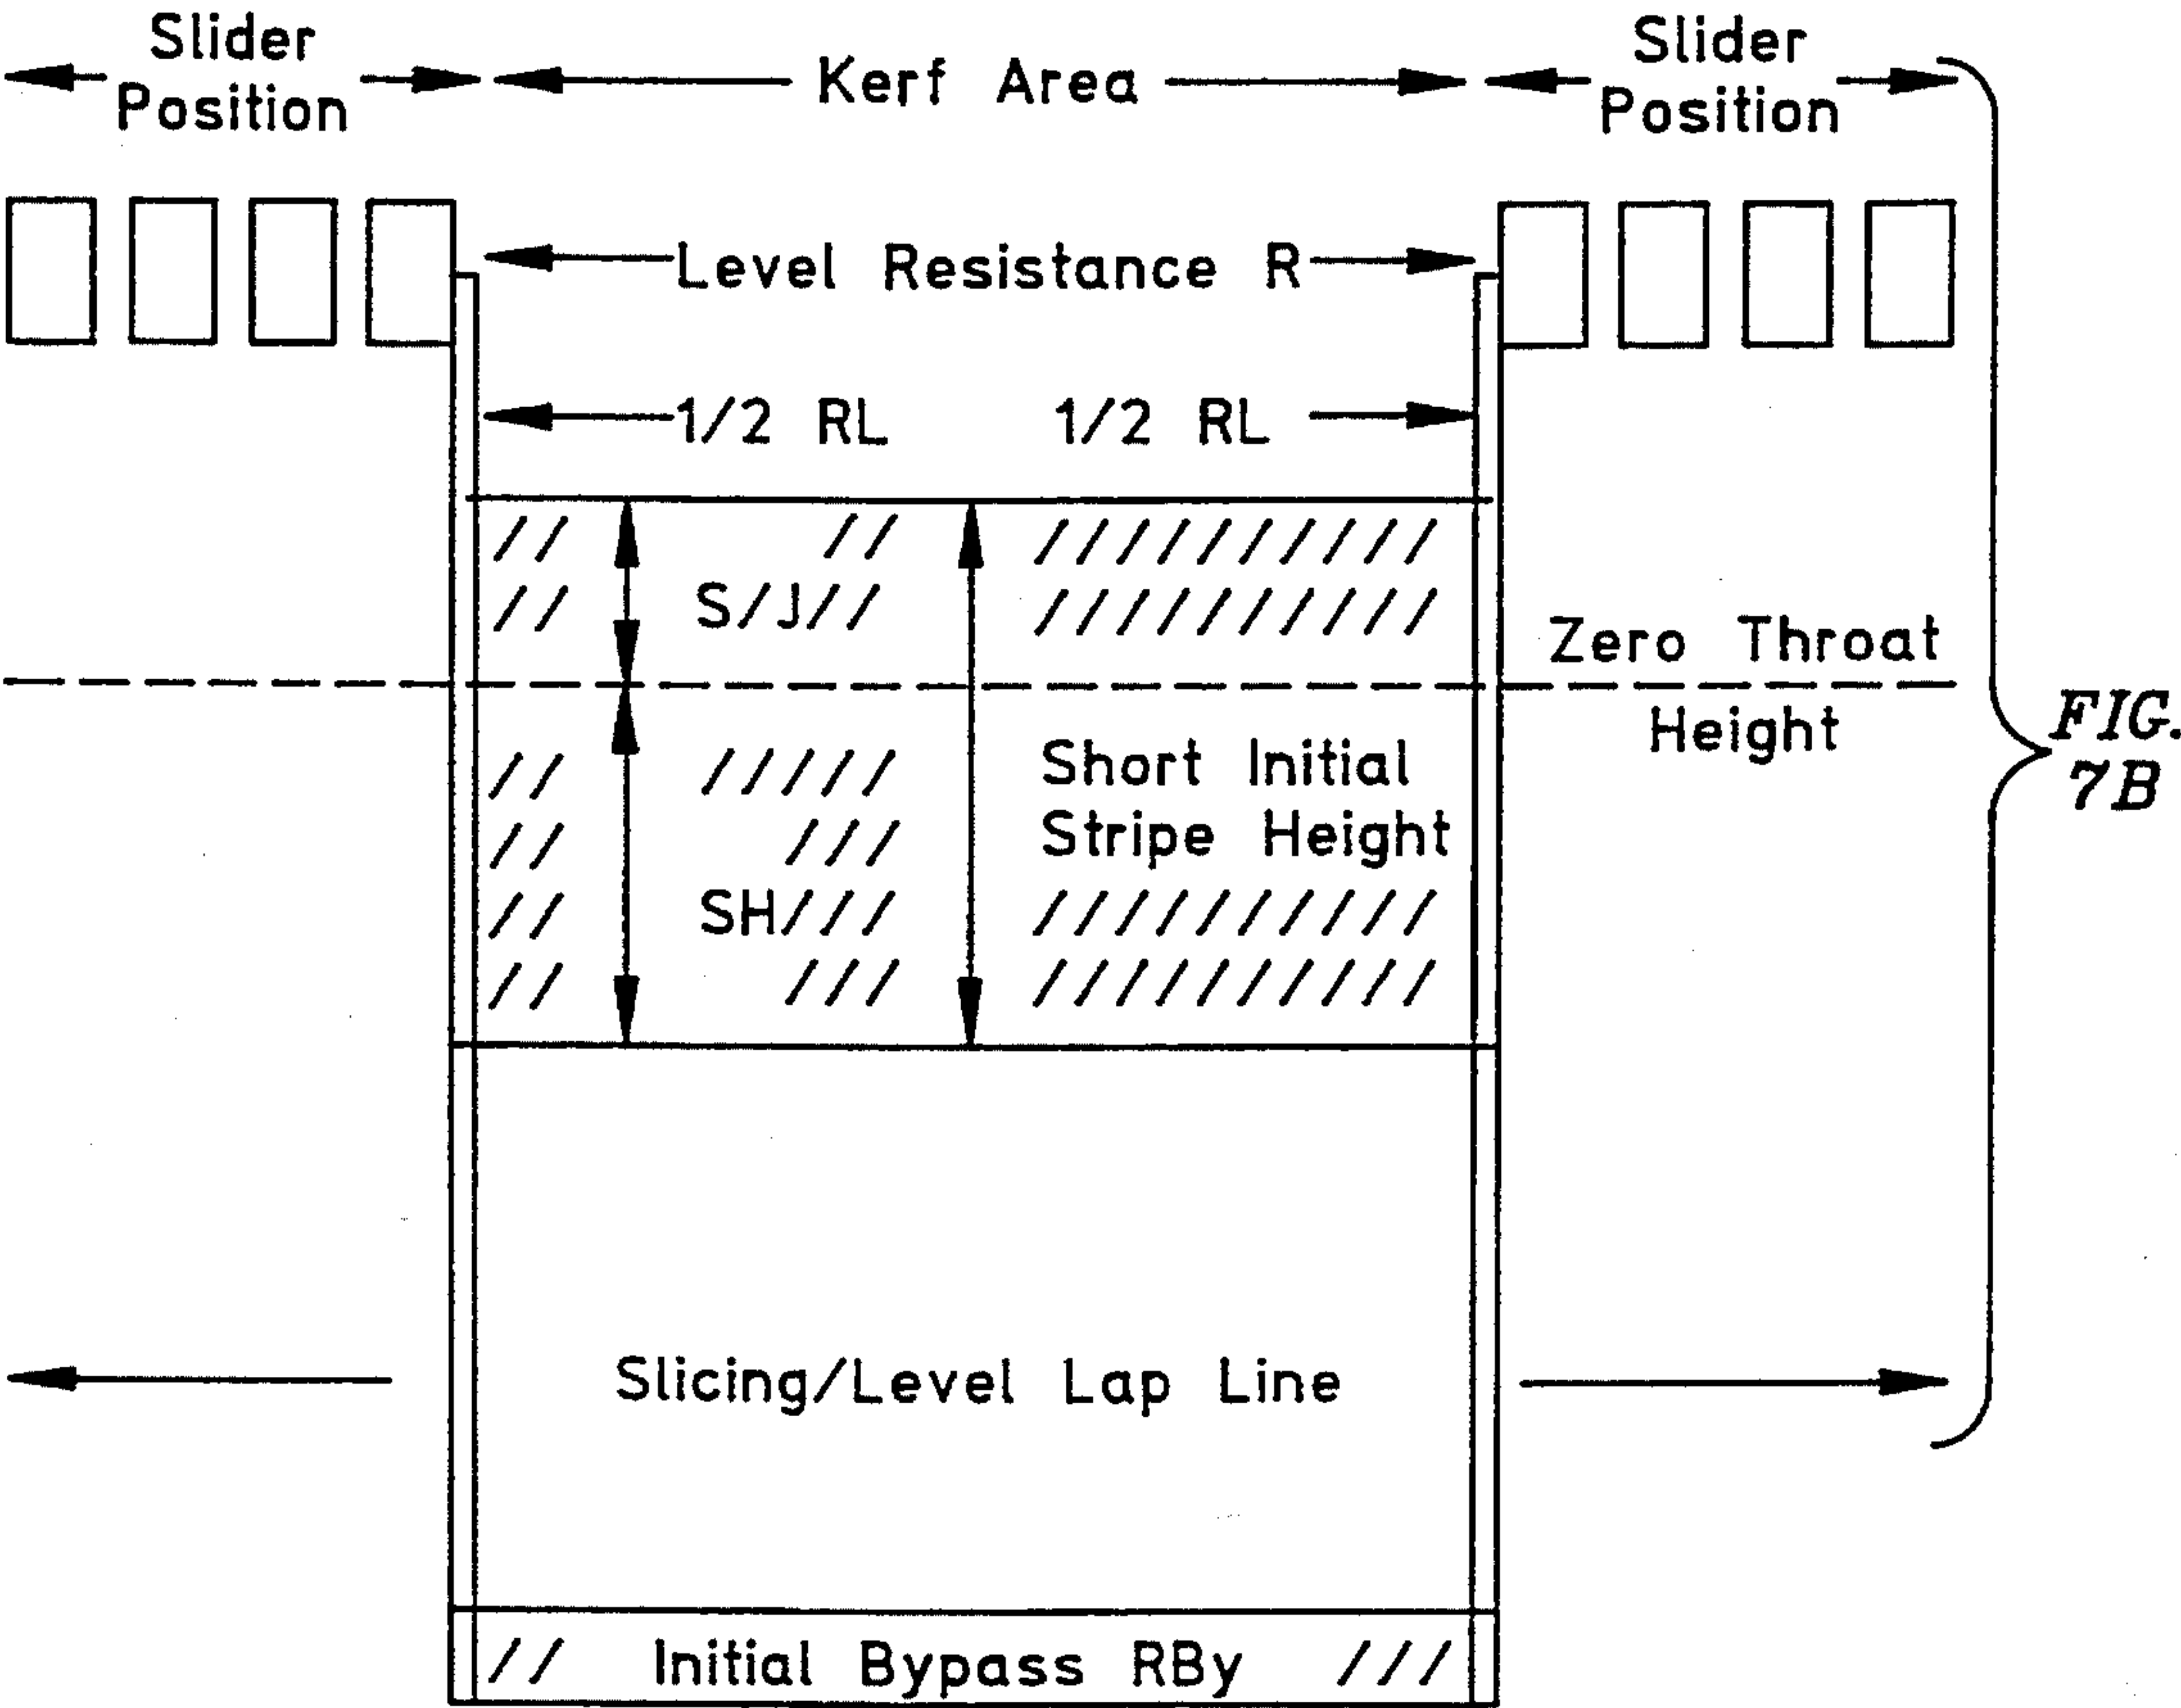 Slider
Position
Kerf Area
Slider
Position
Level Resistance R
1/2 RL
1/2 RL
// // //////////
// S/J// //////////
Zero Throat
Height
// ///// Short Initial
// /// Stripe Height
// SH/// //////////
// /// //////////
FIG.
7B
Slicing/Level Lap Line
// Initial Bypass RBy ///